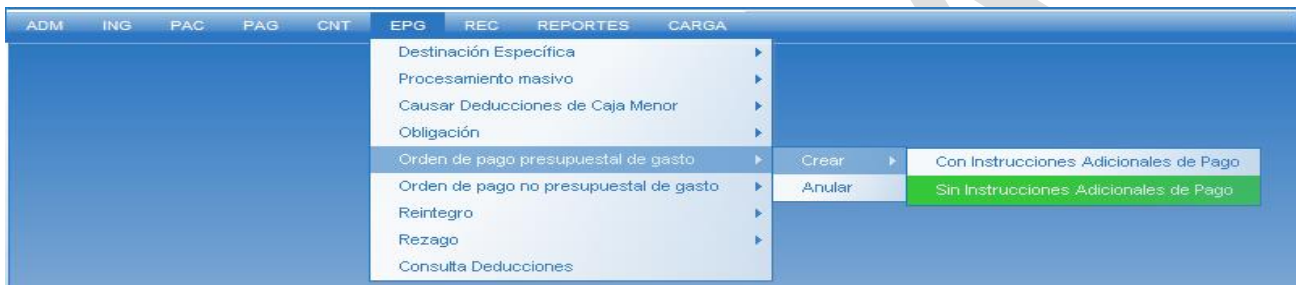 ADM ING PAC PAG CNT EPG REC REPORTES CARGA
Destinación Específica
Procesamiento masivo
Causar Deducciones de Caja Menor
Obligación
Orden de pago presupuestal de gasto Crear Con Instrucciones Adicionales de Pago
Orden de pago no presupuestal de gasto Anular Sin Instrucciones Adicionales de Pago
Reintegro
Rezago
Consulta Deducciones